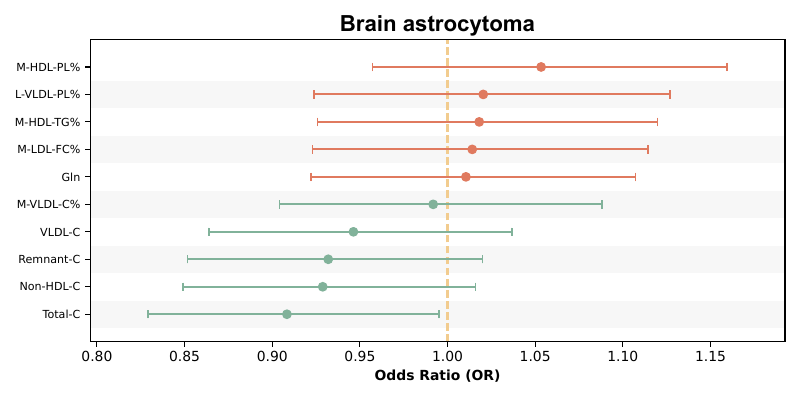 Brain astrocytoma
M-HDL-PL%
L-VLDL-PL%
M-HDL-TG%
M-LDL-FC%
Gln
M-VLDL-C%
VLDL-C
Remnant-C
Non-HDL-C
Total-C
0.80 0.85 0.90 0.95 1.00 1.05 1.10 1.15
Odds Ratio (OR)